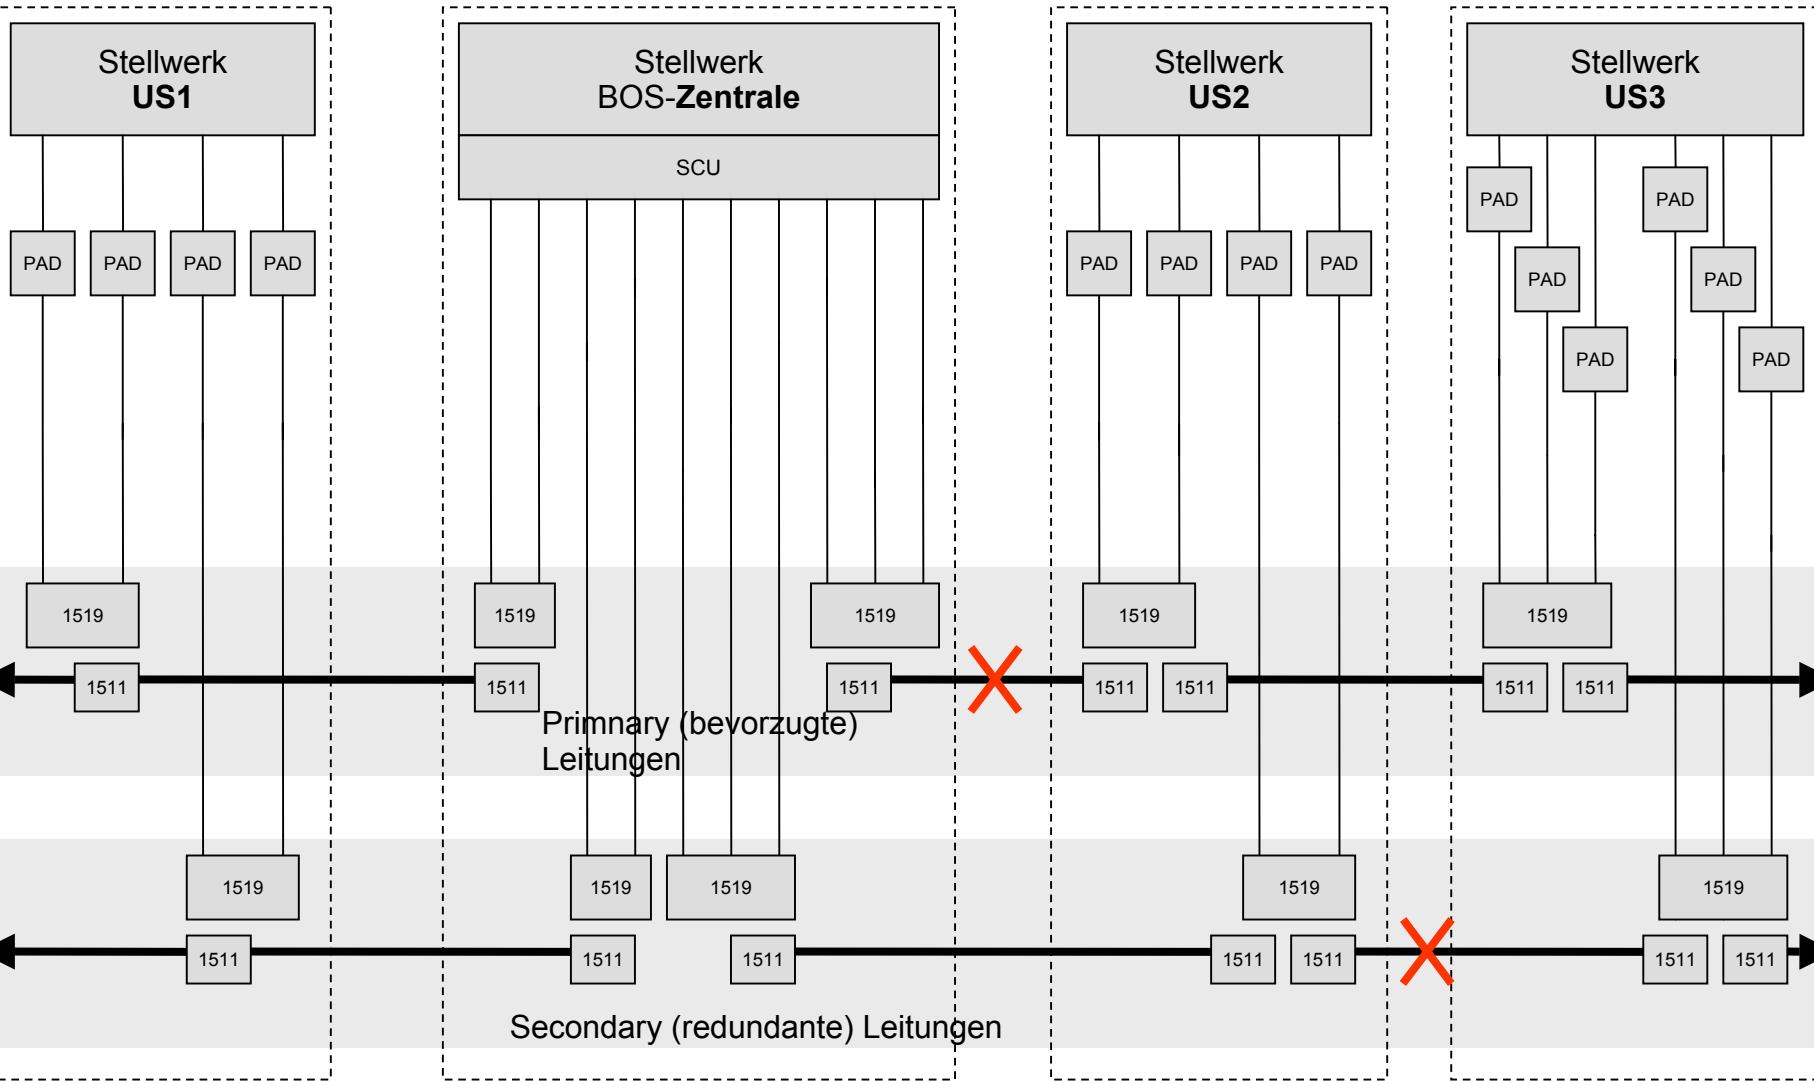 Stellwerk
US1
Stellwerk
BOS-Zentrale
SCU
Stellwerk
US2
Stellwerk
US3
PAD PAD PAD PAD
PAD PAD PAD PAD
PAD PAD
PAD PAD
PAD PAD
1519 1519 1519 1519 1519
1511 1511 1511 1511 1511 1511 1511
Primnary (bevorzugte)
Leitungen
1519 1519 1519 1519 1519
1511 1511 1511 1511 1511 1511 1511
Secondary (redundante) Leitungen